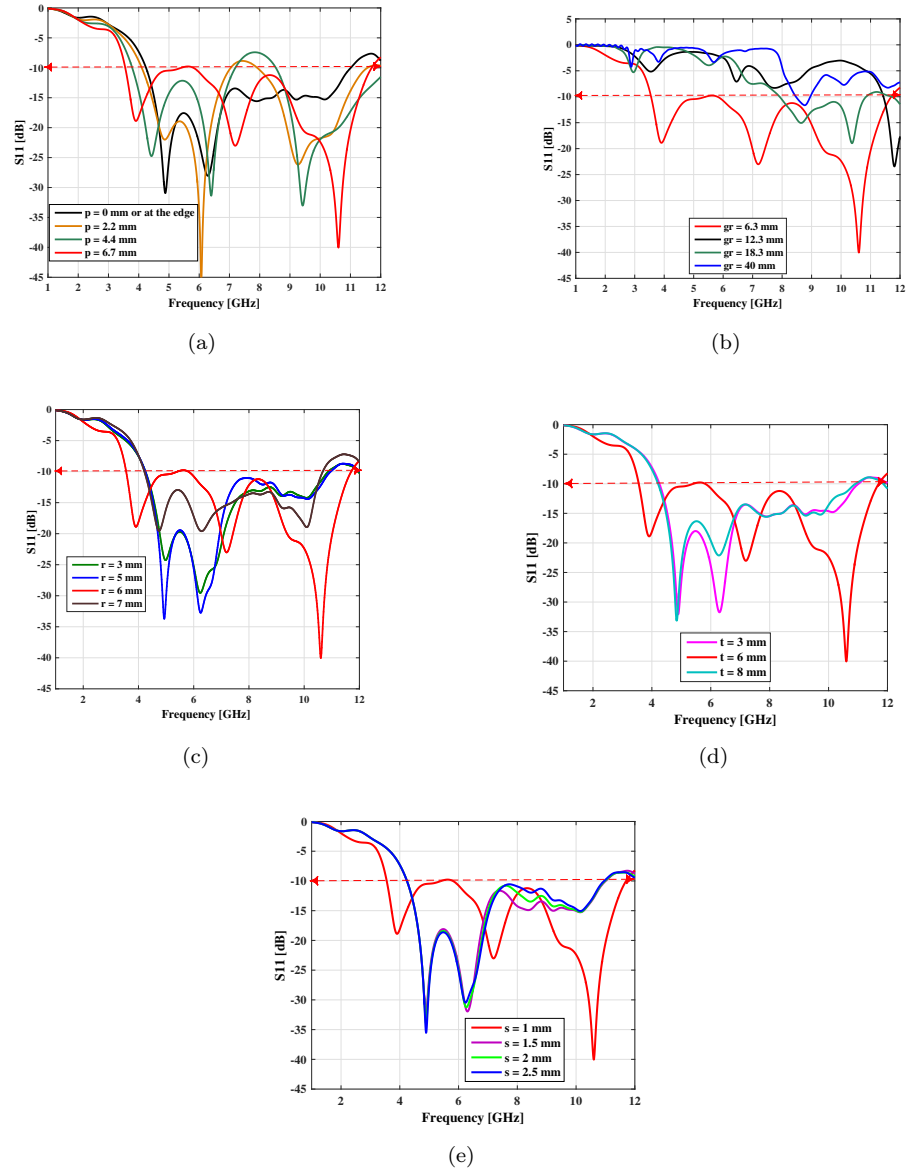 0
-5
-10
-15
-20
-25
-30
-35
-40
-45
S11 [dB]
p = 0 mm or at the edge
p = 2.2 mm
p = 4.4 mm
p = 6.7 mm
1 2 3 4 5 6 7 8 9 10 11 12
Frequency [GHz]
(a)
5
0
-5
-10
-15
-20
-25
-30
-35
-40
-45
S11 [dB]
gr = 6.3 mm
gr = 12.3 mm
gr = 18.3 mm
gr = 40 mm
1 2 3 4 5 6 7 8 9 10 11 12
Frequency [GHz]
(b)
0
-5
-10
-15
-20
-25
-30
-35
-40
-45
S11 [dB]
r = 3 mm
r = 5 mm
r = 6 mm
r = 7 mm
2 4 6 8 10 12
Frequency [GHz]
(c)
0
-5
-10
-15
-20
-25
-30
-35
-40
-45
S11 [dB]
t = 3 mm
t = 6 mm
t = 8 mm
2 4 6 8 10 12
Frequency [GHz]
(d)
0
-5
-10
-15
-20
-25
-30
-35
-40
-45
S11 [dB]
s = 1 mm
s = 1.5 mm
s = 2 mm
s = 2.5 mm
2 4 6 8 10 12
Frequency [GHz]
(e)